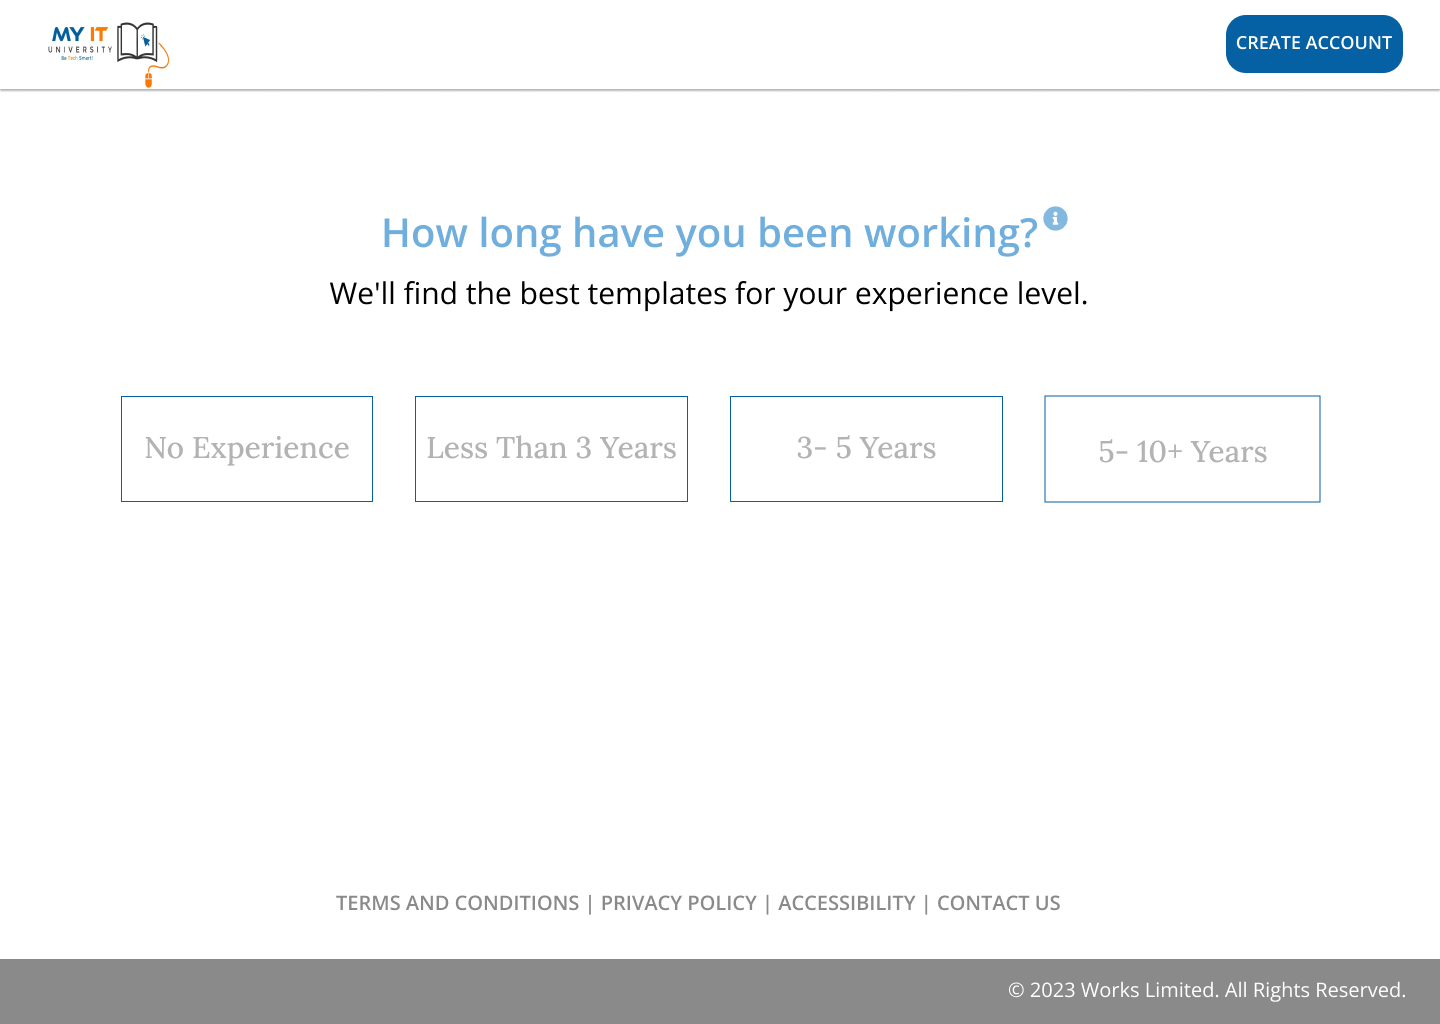 MY IT
UNIVERSITY
Be Tech Smart!
CREATE ACCOUNT
How long have you been working?
We'll find the best templates for your experience level.
No Experience
Less Than 3 Years
3- 5 Years
5- 10+ Years
TERMS AND CONDITIONS | PRIVACY POLICY | ACCESSIBILITY | CONTACT US
© 2023 Works Limited. All Rights Reserved.